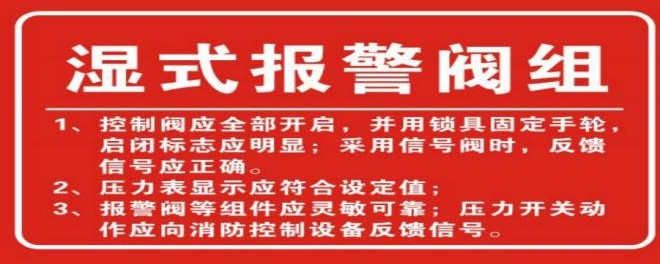 湿式报警阀组
1、控制阀应全部开启，并用锁具固定手轮，
启闭标志应明显；采用信号阀时，反馈
信号应正确。
2、压力表显示应符合设定值；
3、报警阀等组件应灵敏可靠；压力开关动
作应向消防控制设备反馈信号。